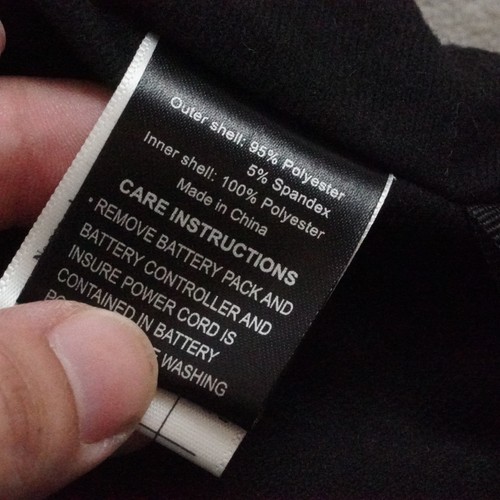 Outer shell: 95% Polyester
5% Spandex
Inner shell: 100% Polyester
Made in China
CARE INSTRUCTIONS
• REMOVE BATTERY PACK AND
BATTERY CONTROLLER AND
INSURE POWER CORD IS
CONTAINED IN BATTERY
WASHING